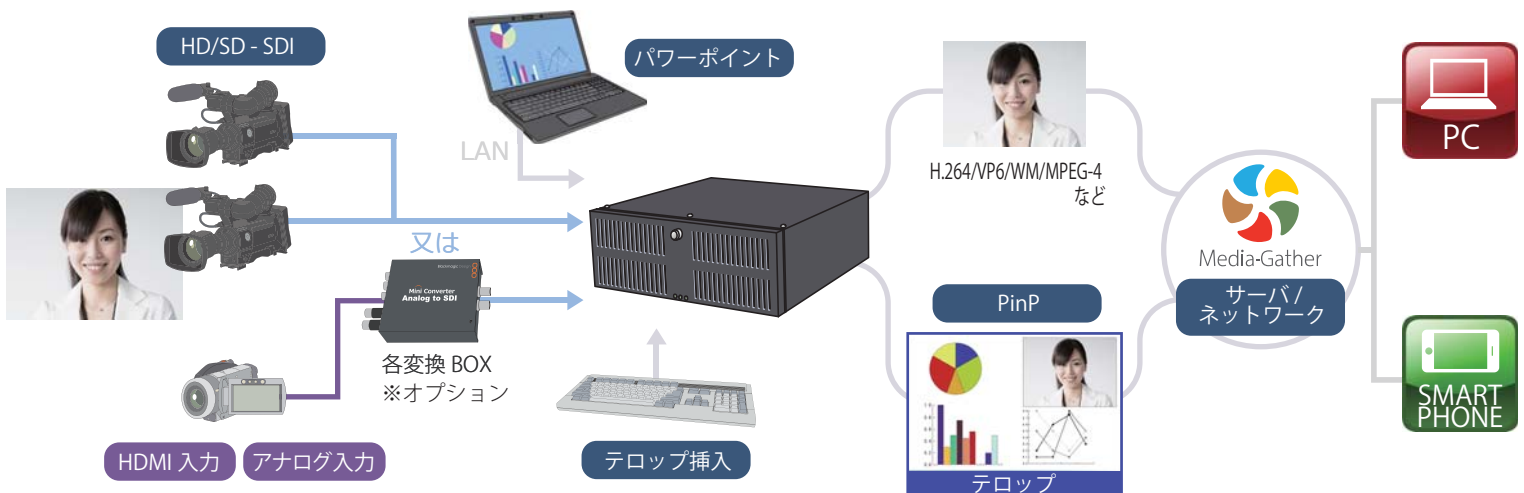 HD/SD - SDI
パワーポイント
LAN
又は
Mini Converter
Analog to SDI
各変換 BOX
※オプション
HDMI 入力
アナログ入力
テロップ挿入
H.264/VP6/WM/MPEG-4
など
PinP
テロップ
Media-Gather
サーバ /
ネットワーク
PC
SMART
PHONE